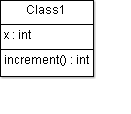 Class1
x : int
increment() : int